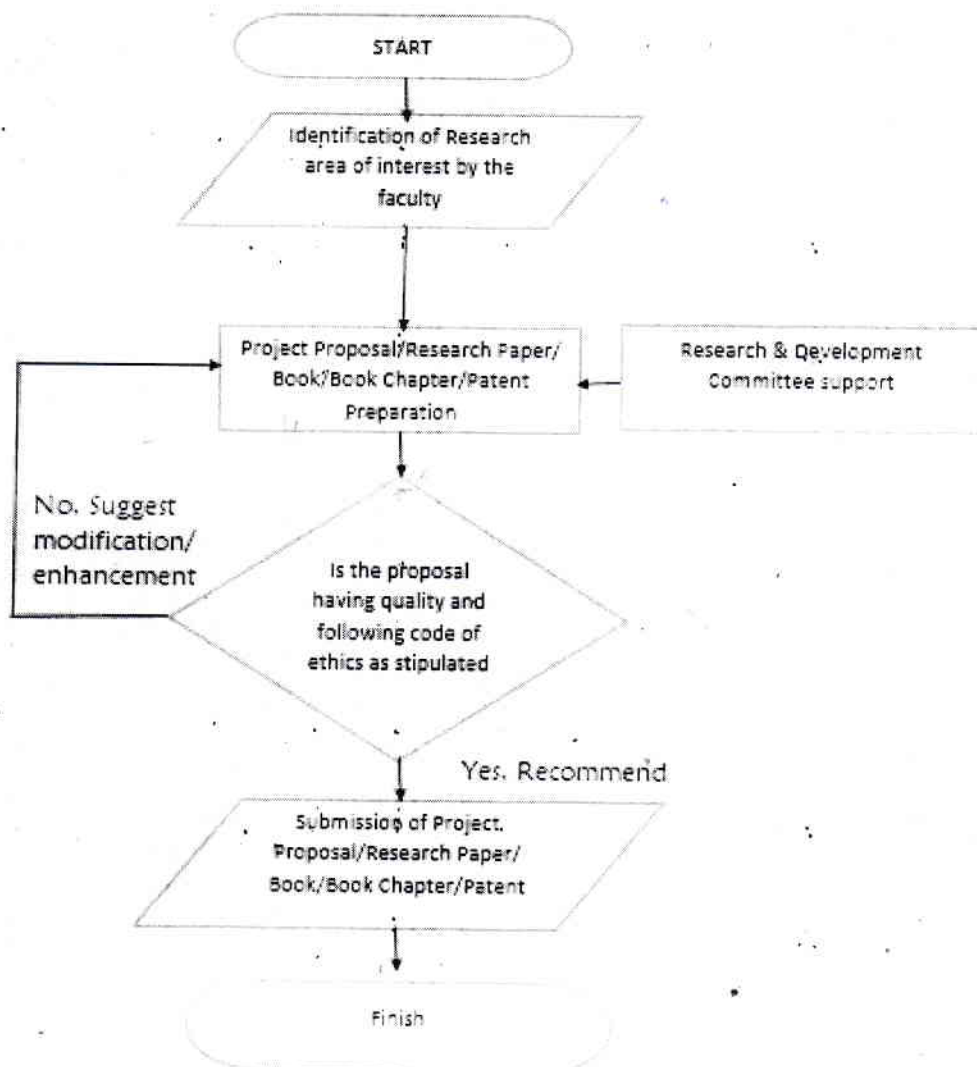 START
Identification of Research
area of interest by the
faculty
Project Proposal/Research Paper/
Book/Book Chapter/Patent
Preparation
Research & Qevelopment
Committee support
No. Suggest
modification/
enhancement
Is the proposal
having quality and
following code of
ethics as stipulated
Yes. Recommend
Submission of Project.
Proposal/Research Paper/
Book/Book Chapter/Patent
Finish